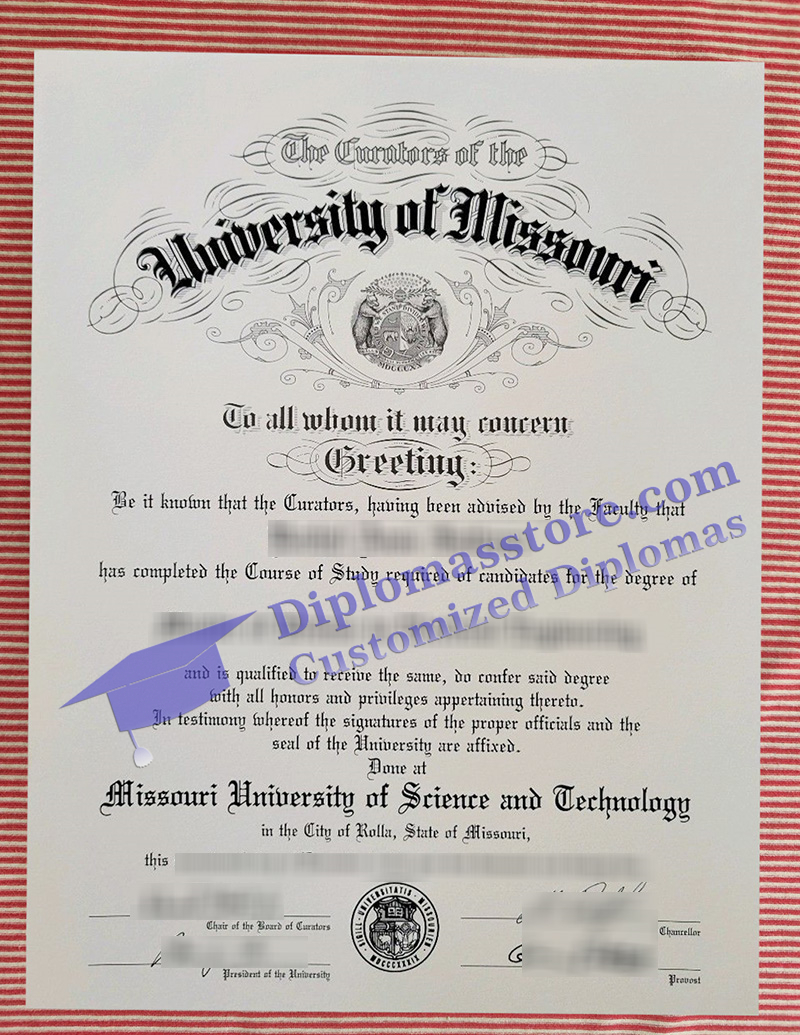 The Curators of the
University of Missouri
MDCCCXX
To all whom it may concern
Greeting:
Be it known that the Curators, having been advised by the Faculty that
has completed the Course of Study required of candidates for the degree of
Diplomasstore.com
Customized Diplomas
and is qualified to receive the same, do confer said degree
with all honors and privileges appertaining thereto.
In testimony whereof the signatures of the proper officials and the
seal of the University are affixed.
Done at
Missouri University of Science and Technology
in the City of Rolla, State of Missouri,
this
Chair of the Board of Curators
Chancellor
SIGILL·UNIVERSITATIS·MISSOURIEN
MDCCCXXXIX
President of the University
Provost